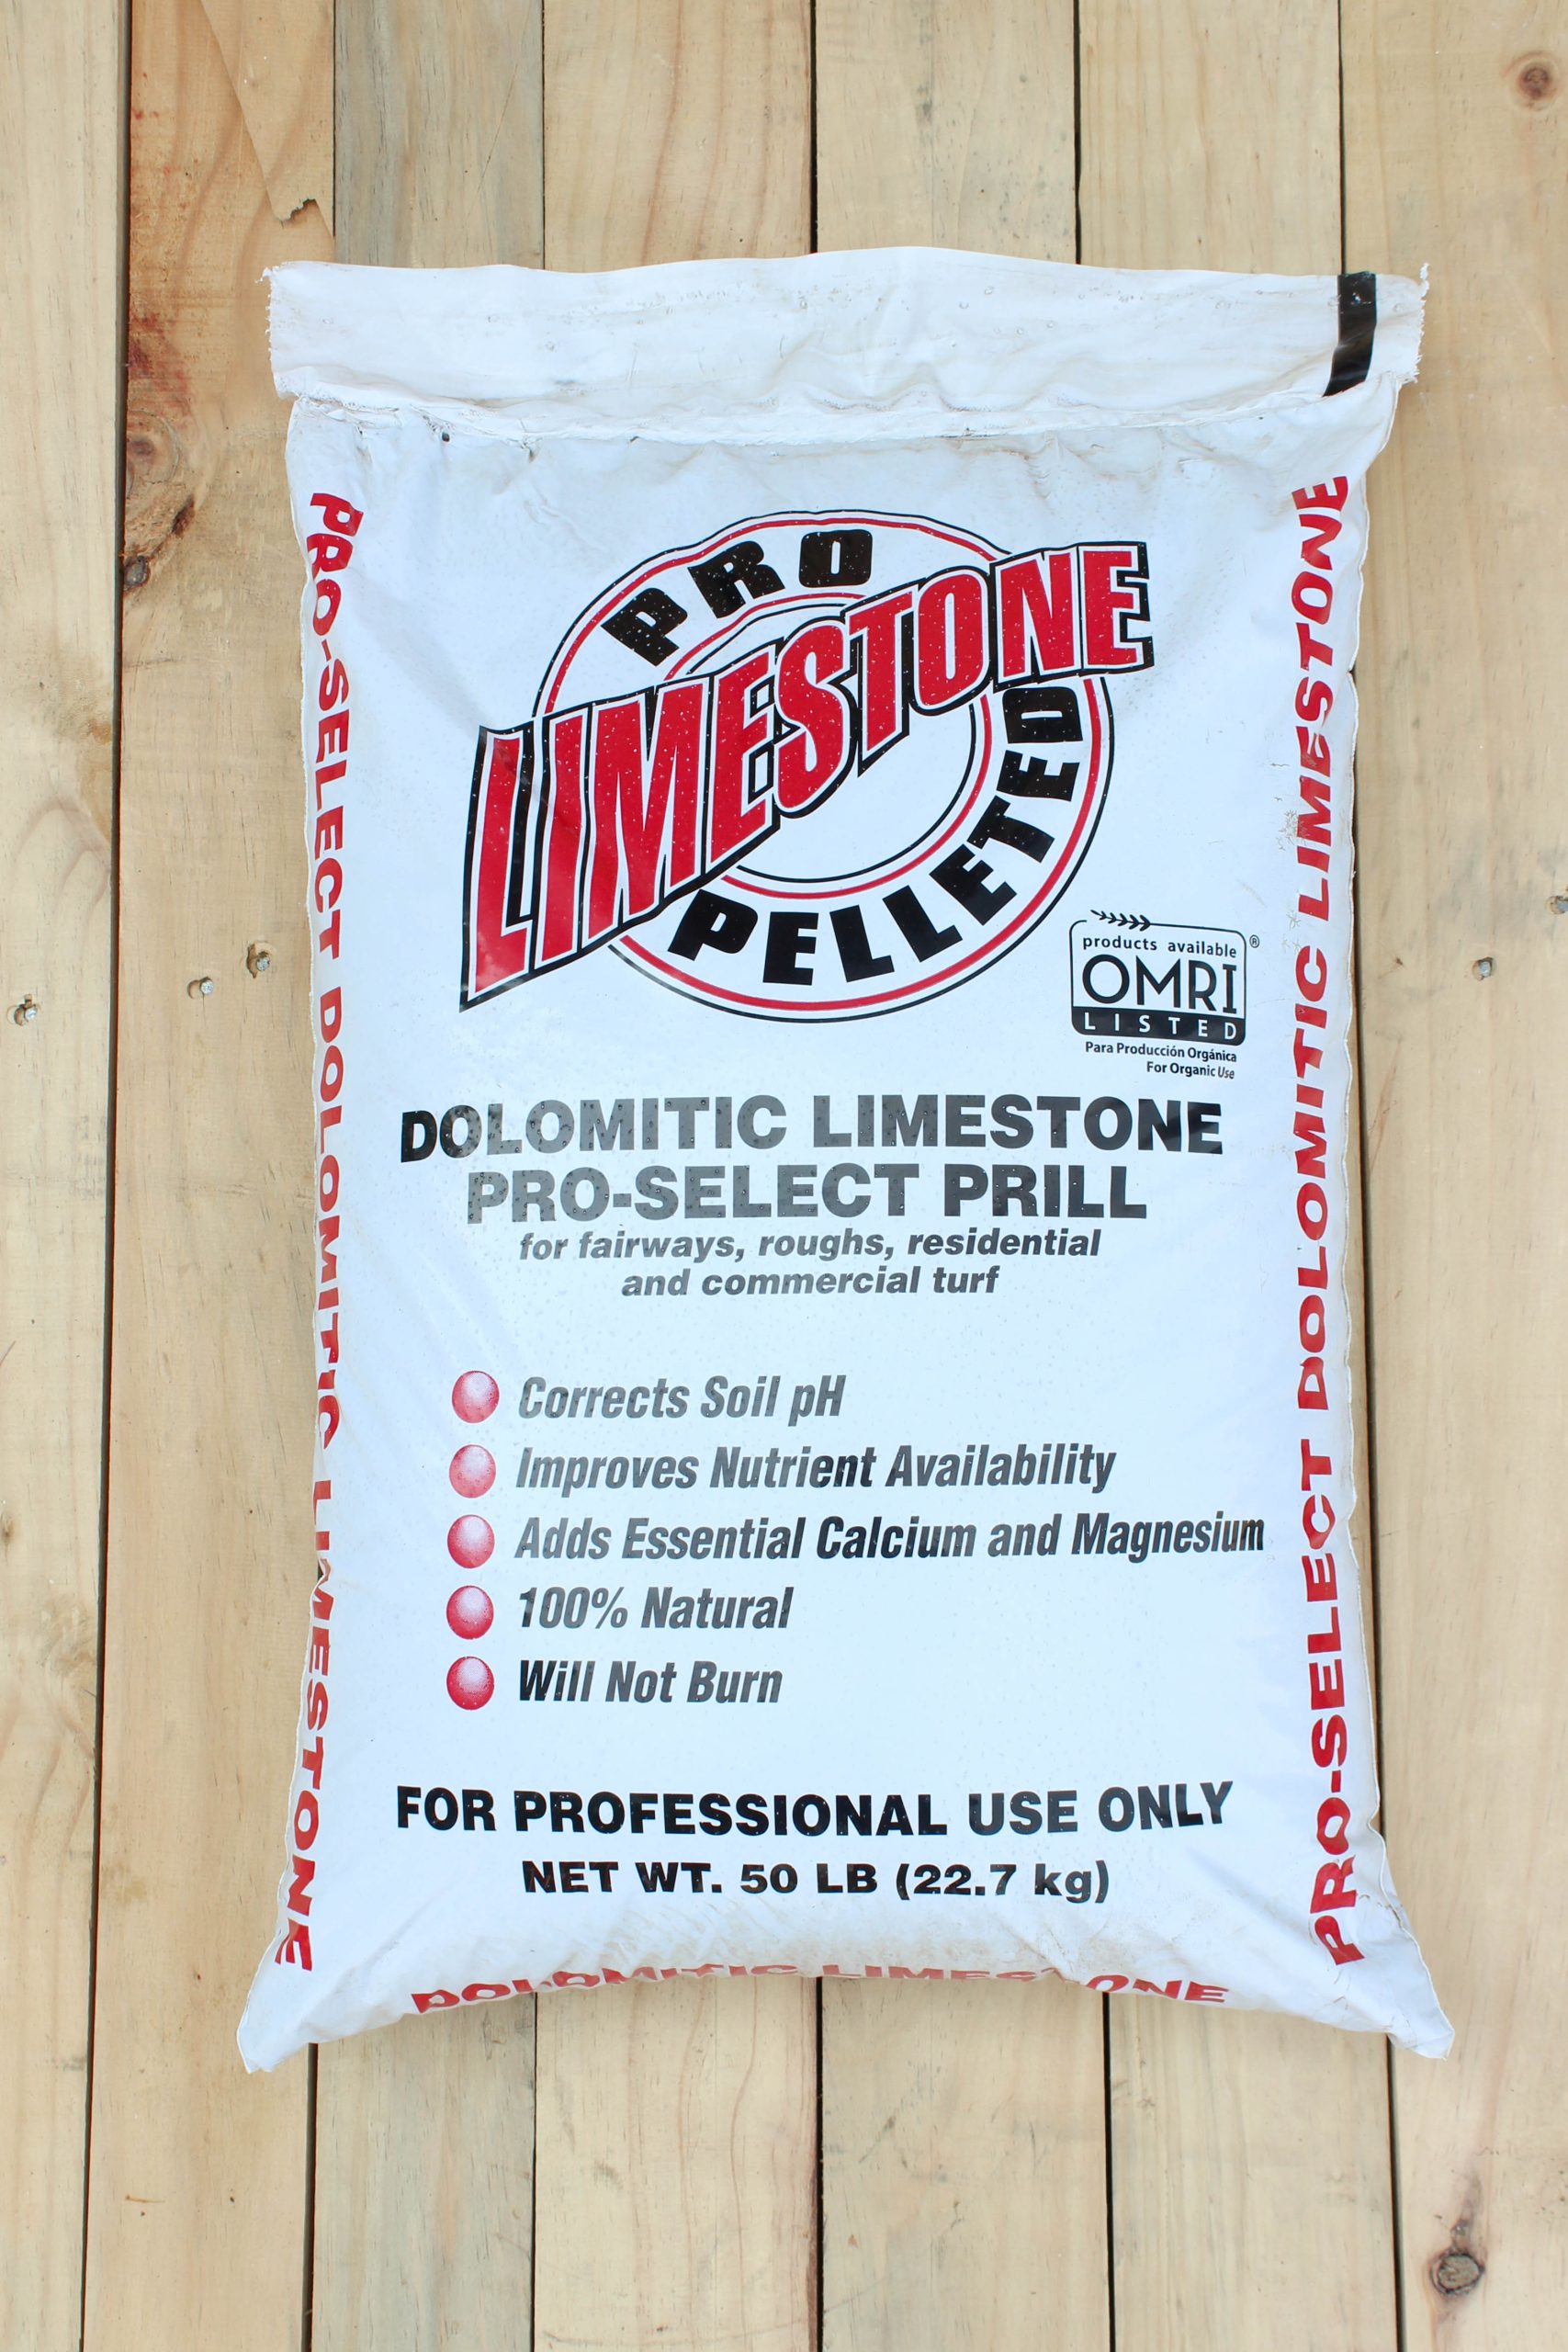 PRO
LIMESTONE
PELLETED
products available
OMRI ®
LISTED
Para Producción Orgánica
For Organic Use
DOLOMITIC LIMESTONE
PRO-SELECT PRILL
for fairways, roughs, residential
and commercial turf
Corrects Soil pH
Improves Nutrient Availability
Adds Essential Calcium and Magnesium
100% Natural
Will Not Burn
FOR PROFESSIONAL USE ONLY
NET WT. 50 LB (22.7 kg)
PRO-SELECT DOLOMITIC LIMESTONE
PRO-SELECT DOLOMITIC LIMESTONE
DOLOMITIC LIMESTONE